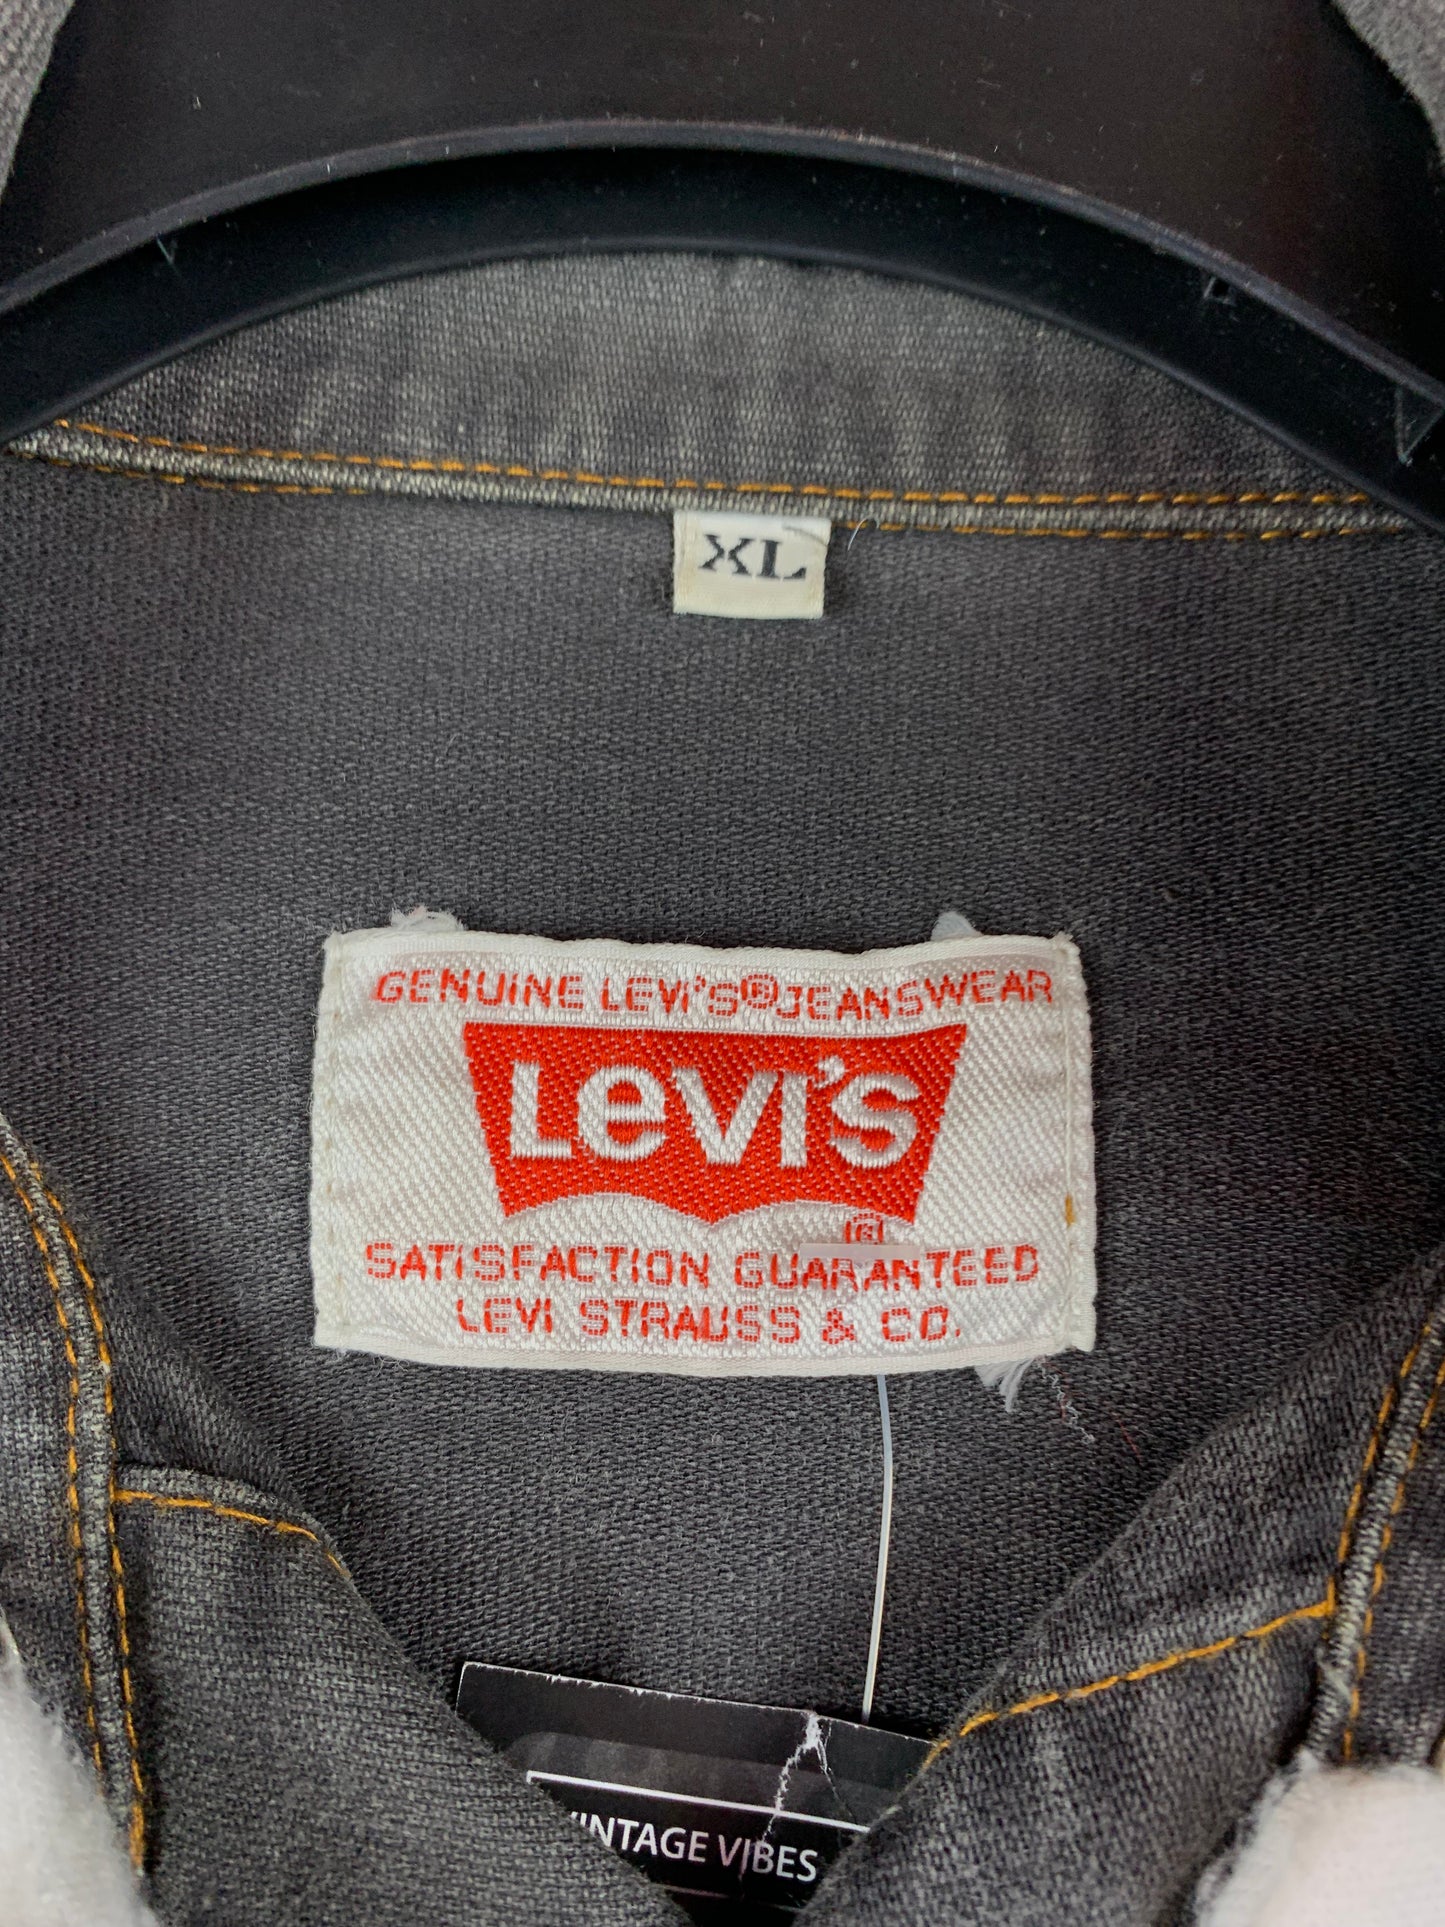 XL
GENUINE LEVI'S® JEANSWEAR
Levi's
®
SATISFACTION GUARANTEED
LEVI STRAUSS & CO.
VINTAGE VIBES